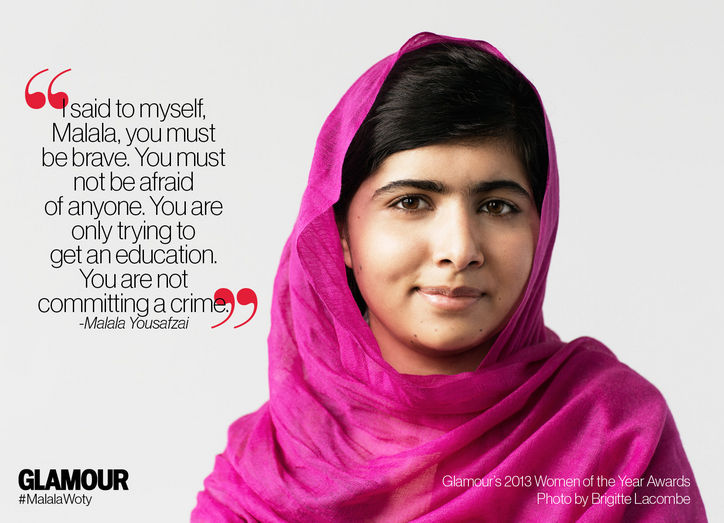 “I said to myself,
Malala, you must
be brave. You must
not be afraid
of anyone. You are
only trying to
get an education.
You are not
committing a crime.”
-Malala Yousafzai
GLAMOUR
#MalalaWoty
Glamour's 2013 Women of the Year Awards
Photo by Brigitte Lacombe